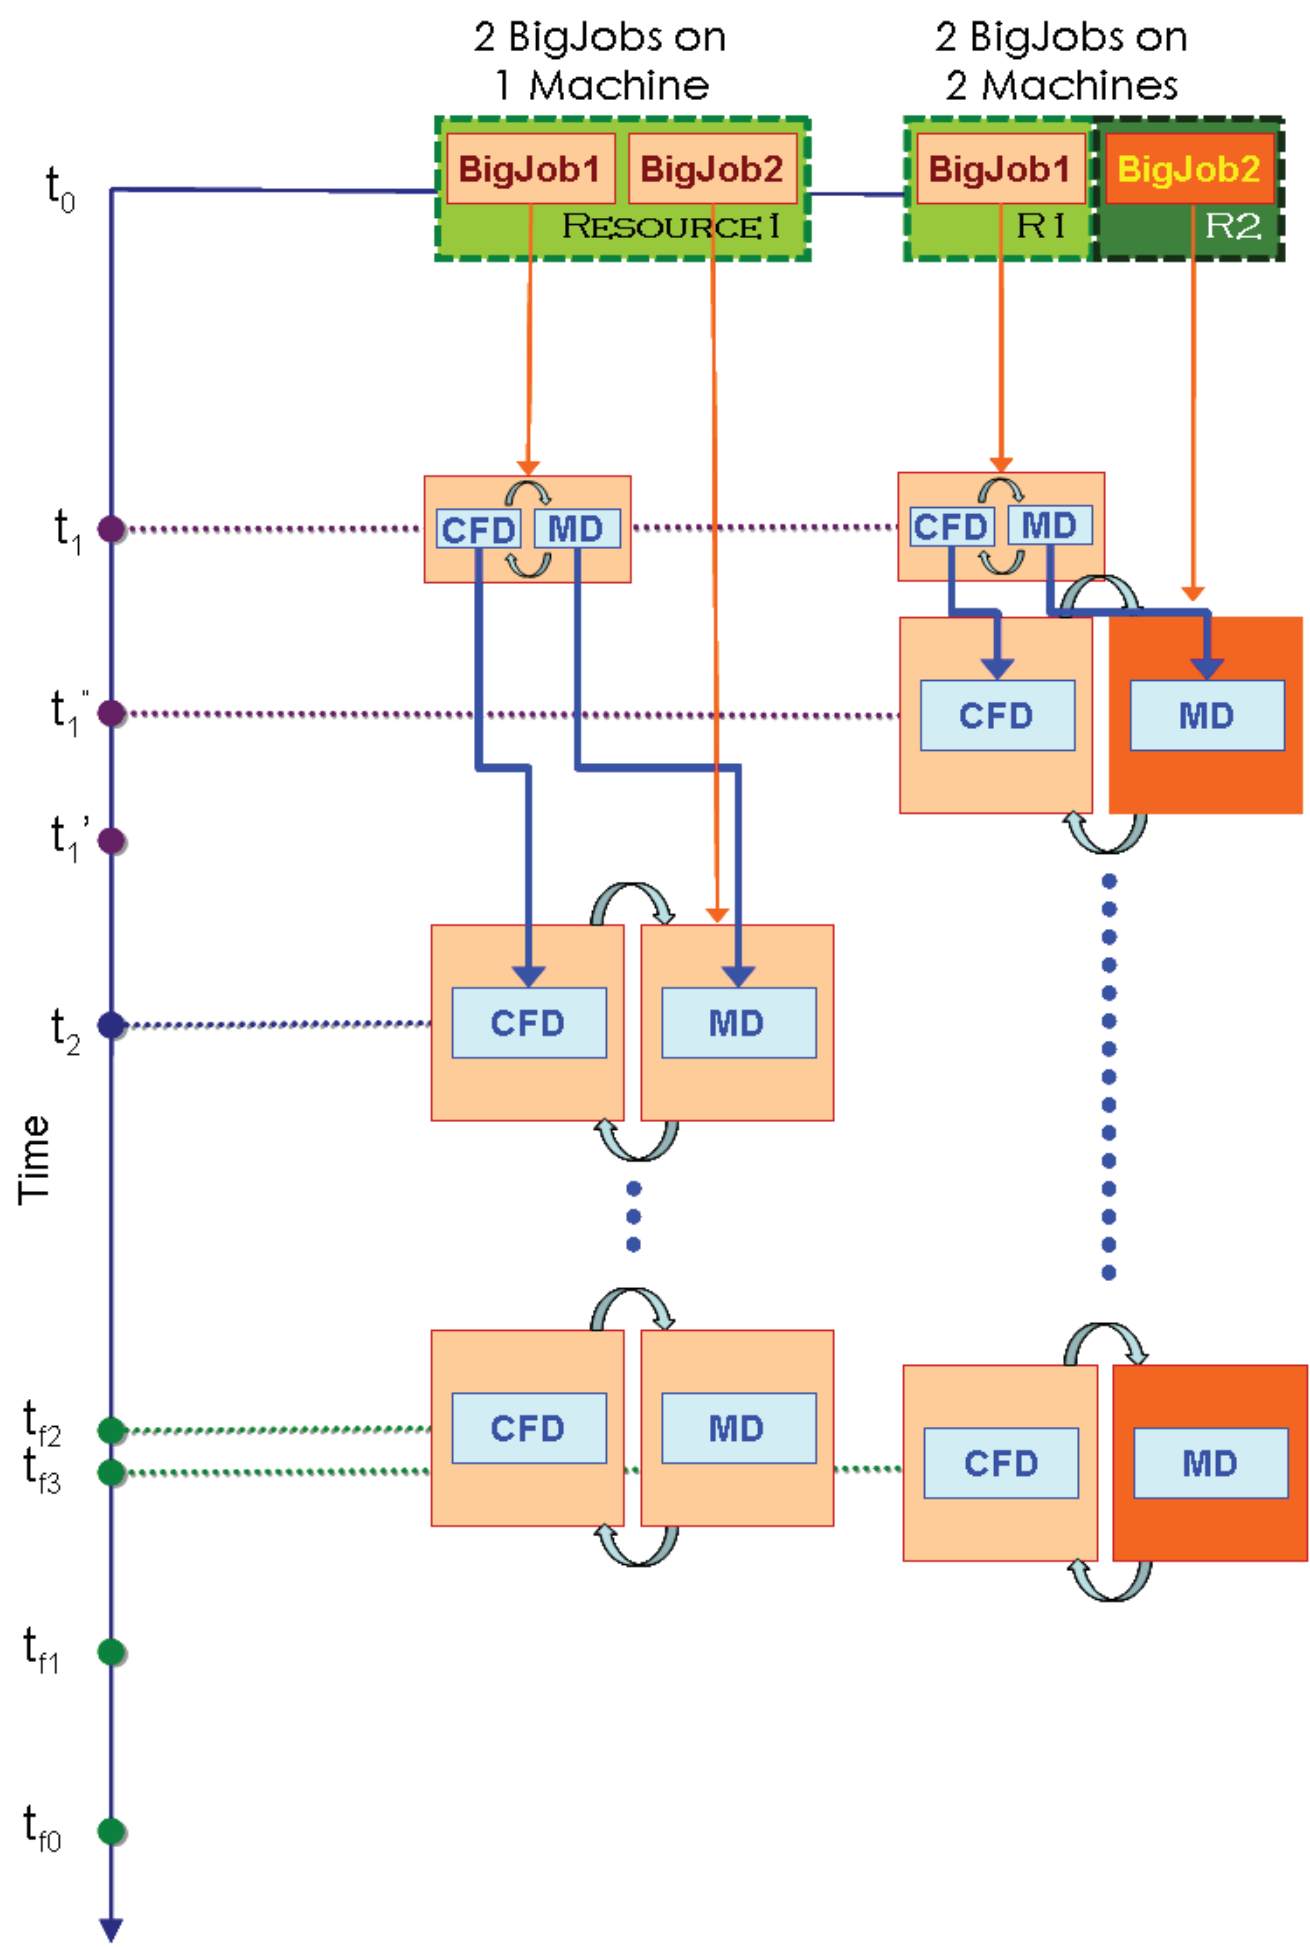 2 BigJobs on
1 Machine
2 BigJobs on
2 Machines
t0
BigJob1 BigJob2
RESOURCE1
BigJob1 BigJob2
R1 R2
t1
CFD MD
CFD MD
t1"
CFD MD
t1’
t2
CFD MD
Time
tf2
CFD MD
tf3
CFD MD
tf1
tf0